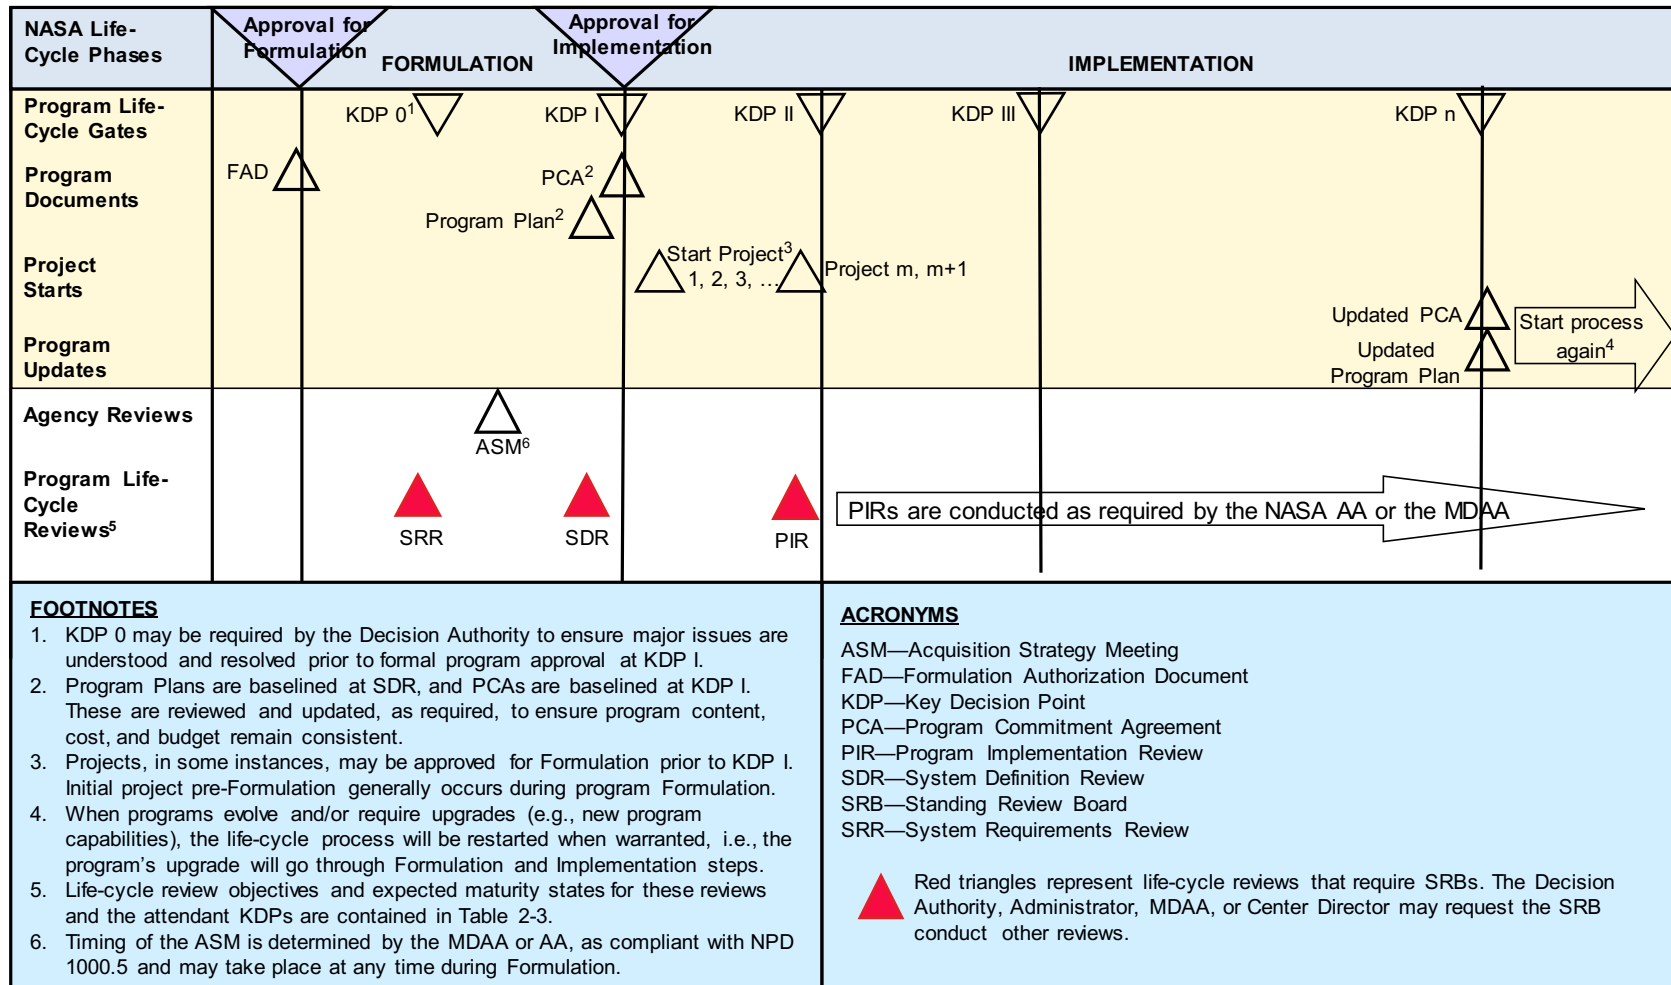 NASA Life-
Cycle Phases
Approval for
Formulation
FORMULATION
Approval for
Implementation
IMPLEMENTATION
Program Life-
Cycle Gates
KDP 0¹
KDP I
KDP II
KDP III
KDP n
Program
Documents
FAD
PCA²
Program Plan²
Project
Starts
Start Project³
1, 2, 3, …
Project m, m+1
Program
Updates
Updated PCA
Updated
Program Plan
Start process
again⁴
Agency Reviews
ASM⁶
Program Life-
Cycle
Reviews⁵
SRR
SDR
PIR
PIRs are conducted as required by the NASA AA or the MDAA
FOOTNOTES
1. KDP 0 may be required by the Decision Authority to ensure major issues are
understood and resolved prior to formal program approval at KDP I.
2. Program Plans are baselined at SDR, and PCAs are baselined at KDP I.
These are reviewed and updated, as required, to ensure program content,
cost, and budget remain consistent.
3. Projects, in some instances, may be approved for Formulation prior to KDP I.
Initial project pre-Formulation generally occurs during program Formulation.
4. When programs evolve and/or require upgrades (e.g., new program
capabilities), the life-cycle process will be restarted when warranted, i.e., the
program's upgrade will go through Formulation and Implementation steps.
5. Life-cycle review objectives and expected maturity states for these reviews
and the attendant KDPs are contained in Table 2-3.
6. Timing of the ASM is determined by the MDAA or AA, as compliant with NPD
1000.5 and may take place at any time during Formulation.
ACRONYMS
ASM—Acquisition Strategy Meeting
FAD—Formulation Authorization Document
KDP—Key Decision Point
PCA—Program Commitment Agreement
PIR—Program Implementation Review
SDR—System Definition Review
SRB—Standing Review Board
SRR—System Requirements Review
Red triangles represent life-cycle reviews that require SRBs. The Decision
Authority, Administrator, MDAA, or Center Director may request the SRB
conduct other reviews.